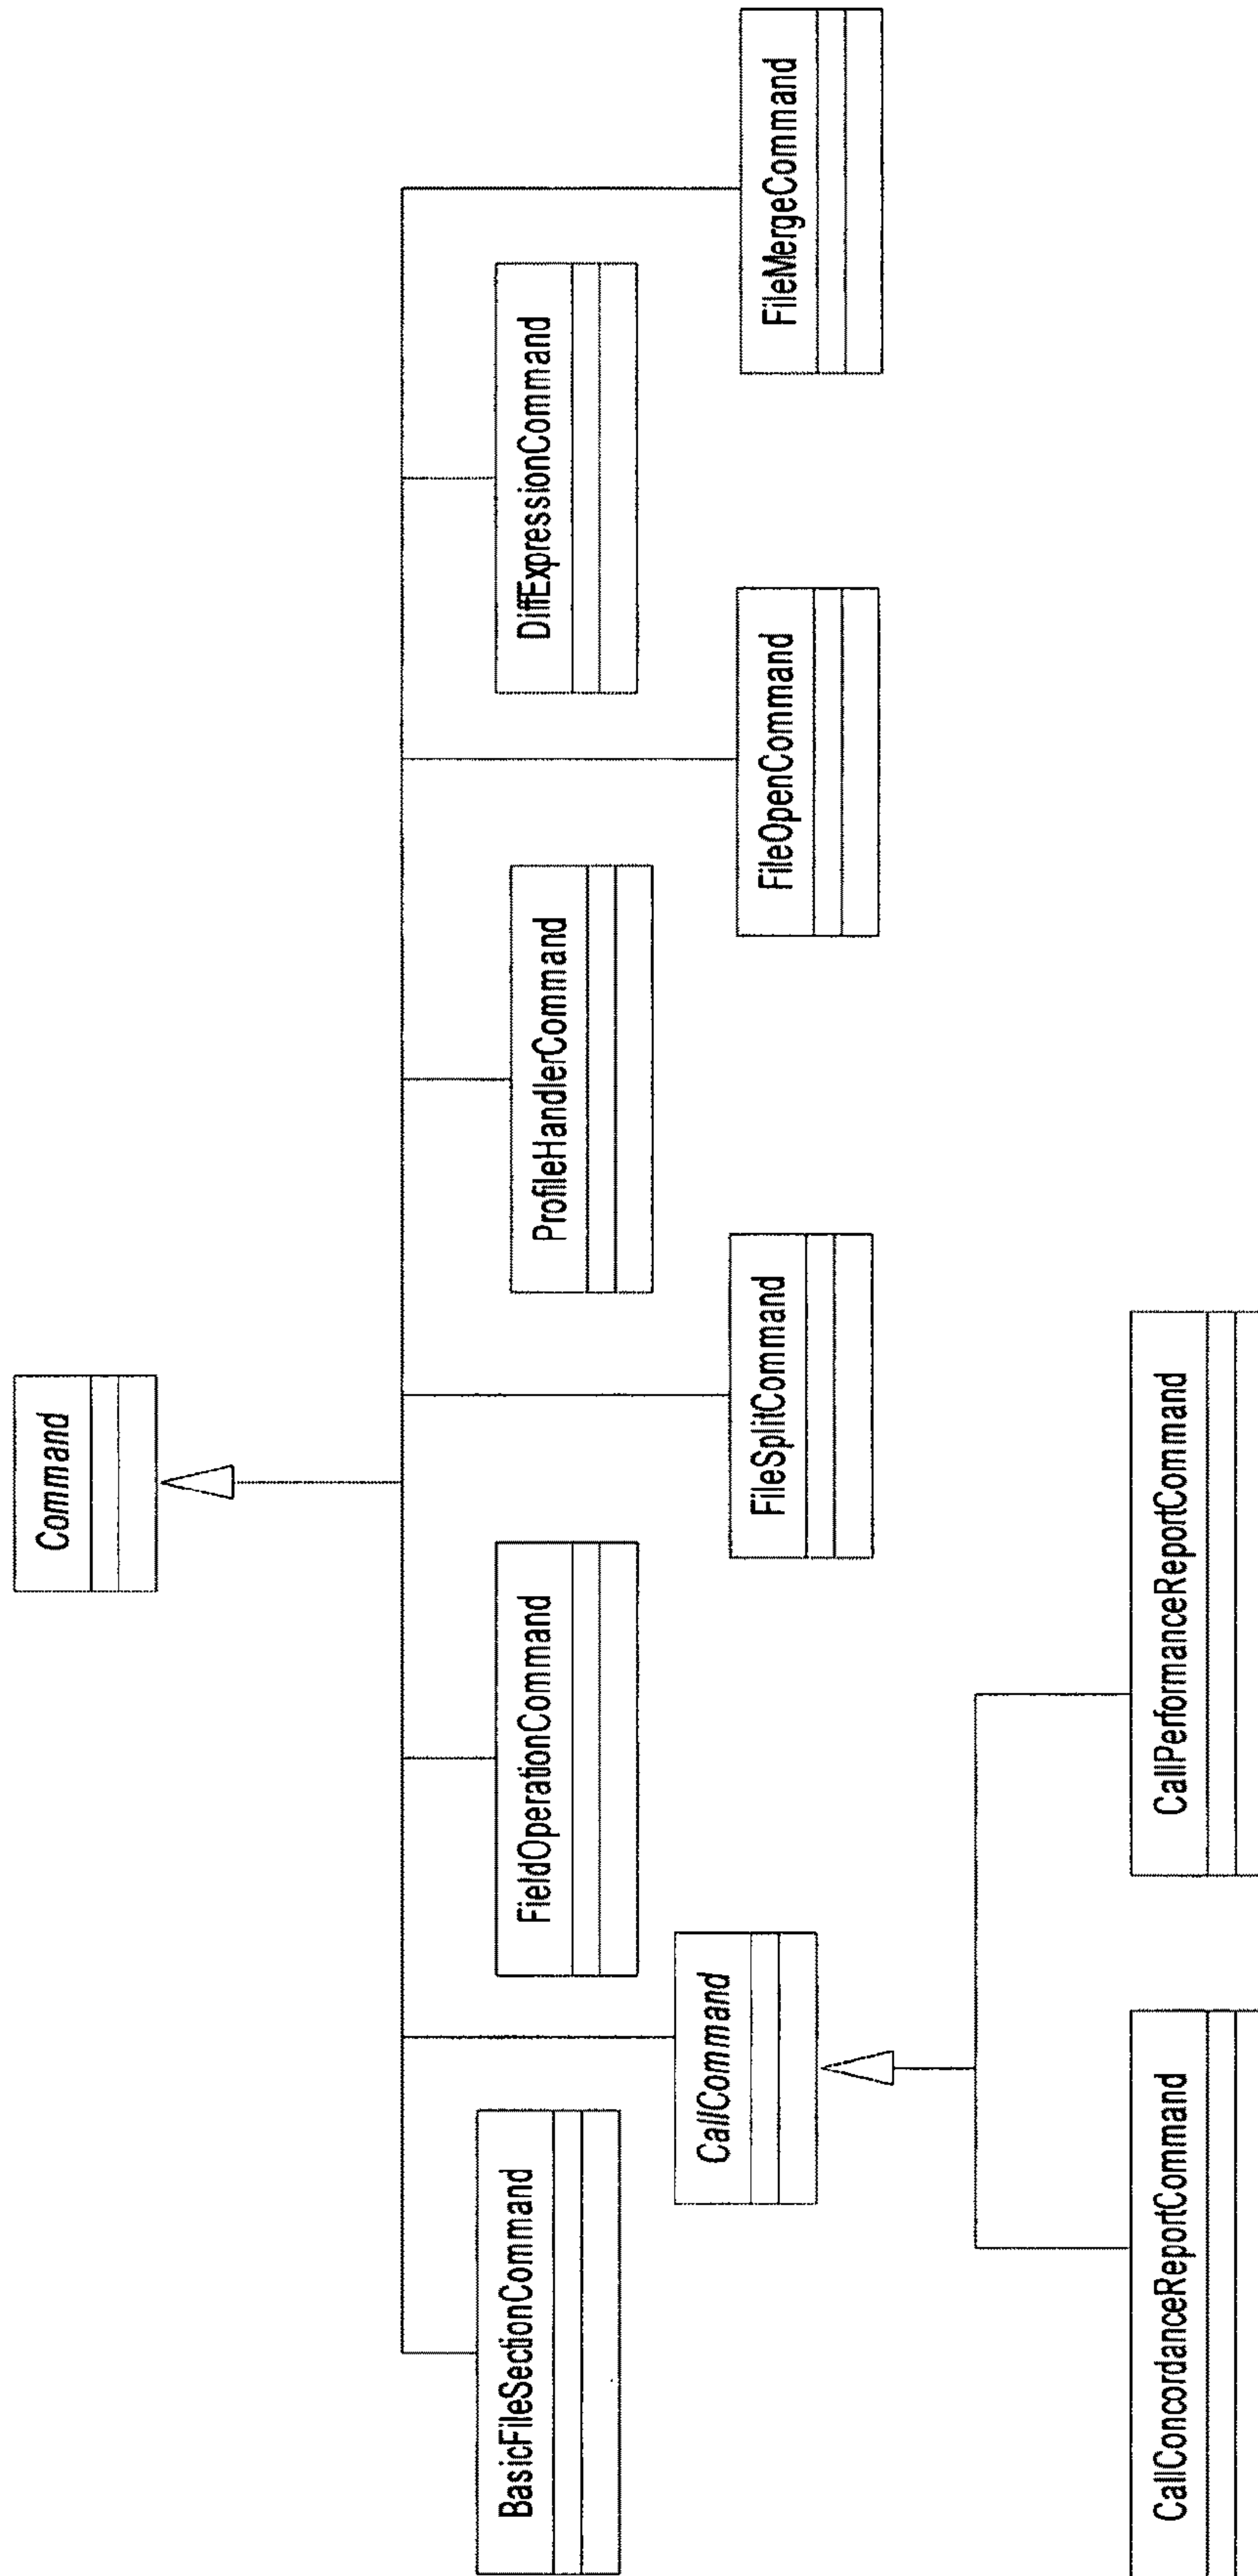 Command
BasicFileSectionCommand
FieldOperationCommand
ProfileHandlerCommand
DiffExpressionCommand
CallCommand
FileSplitCommand
FileOpenCommand
FileMergeCommand
CallConcordanceReportCommand
CallPerformanceReportCommand